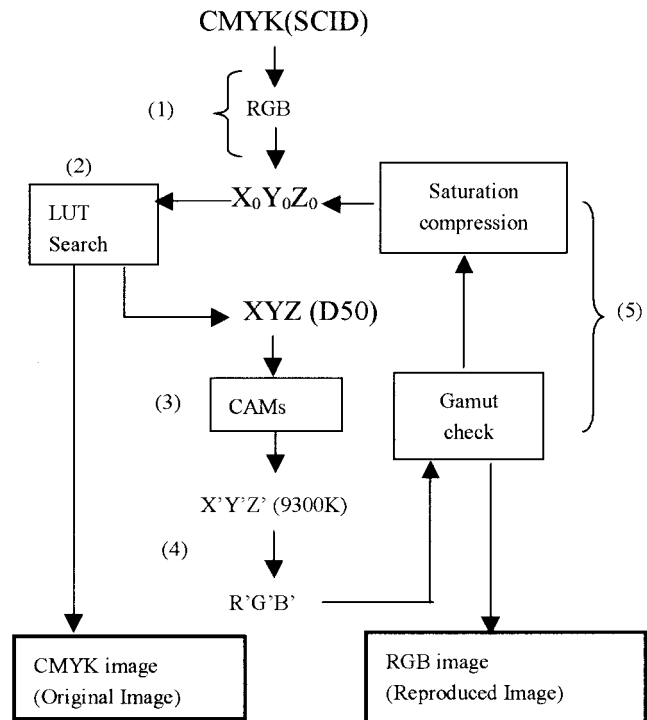 CMYK(SCID)
(1)
RGB
(2)
X₀Y₀Z₀
LUT
Search
Saturation
compression
XYZ (D50)
(5)
(3)
CAMs
Gamut
check
X’Y’Z’ (9300K)
(4)
R’G’B’
CMYK image
(Original Image)
RGB image
(Reproduced Image)